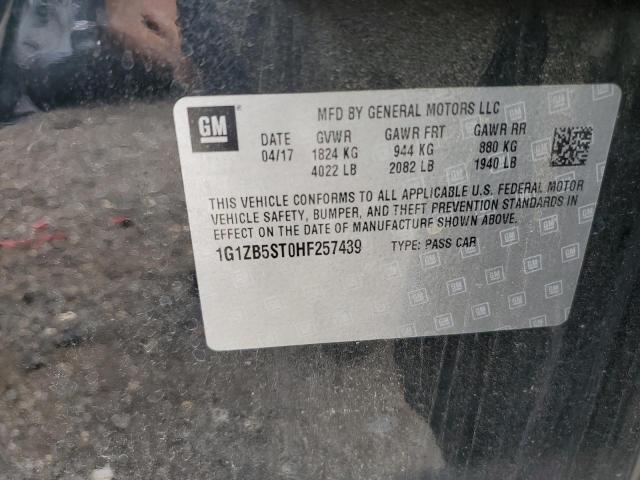 GM
MFD BY GENERAL MOTORS LLC
DATE GVWR GAWR FRT GAWR RR
04/17 1824 KG 944 KG 880 KG
4022 LB 2082 LB 1940 LB
THIS VEHICLE CONFORMS TO ALL APPLICABLE U.S. FEDERAL MOTOR
VEHICLE SAFETY, BUMPER, AND THEFT PREVENTION STANDARDS IN
EFFECT ON THE DATE OF MANUFACTURE SHOWN ABOVE.
1G1ZB5ST0HF257439 TYPE: PASS CAR